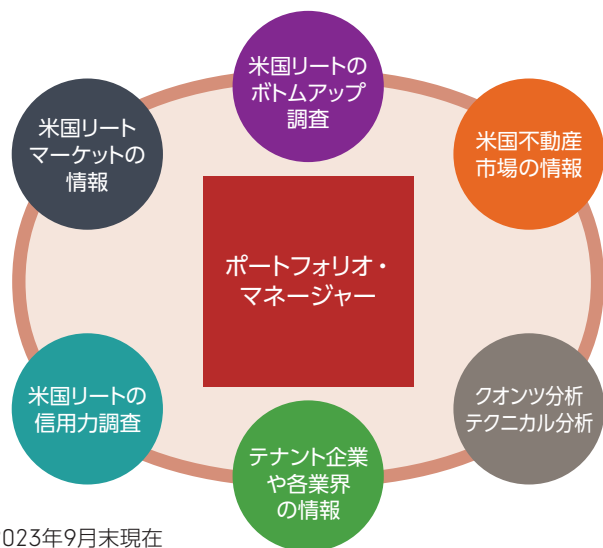 米国リートの
ボトムアップ
調査
米国リート
マーケットの
情報
米国不動産
市場の情報
ポートフォリオ・
マネージャー
米国リートの
信用力調査
クオンツ分析
テクニカル分析
テナント企業
や各業界
の情報
023年9月末現在